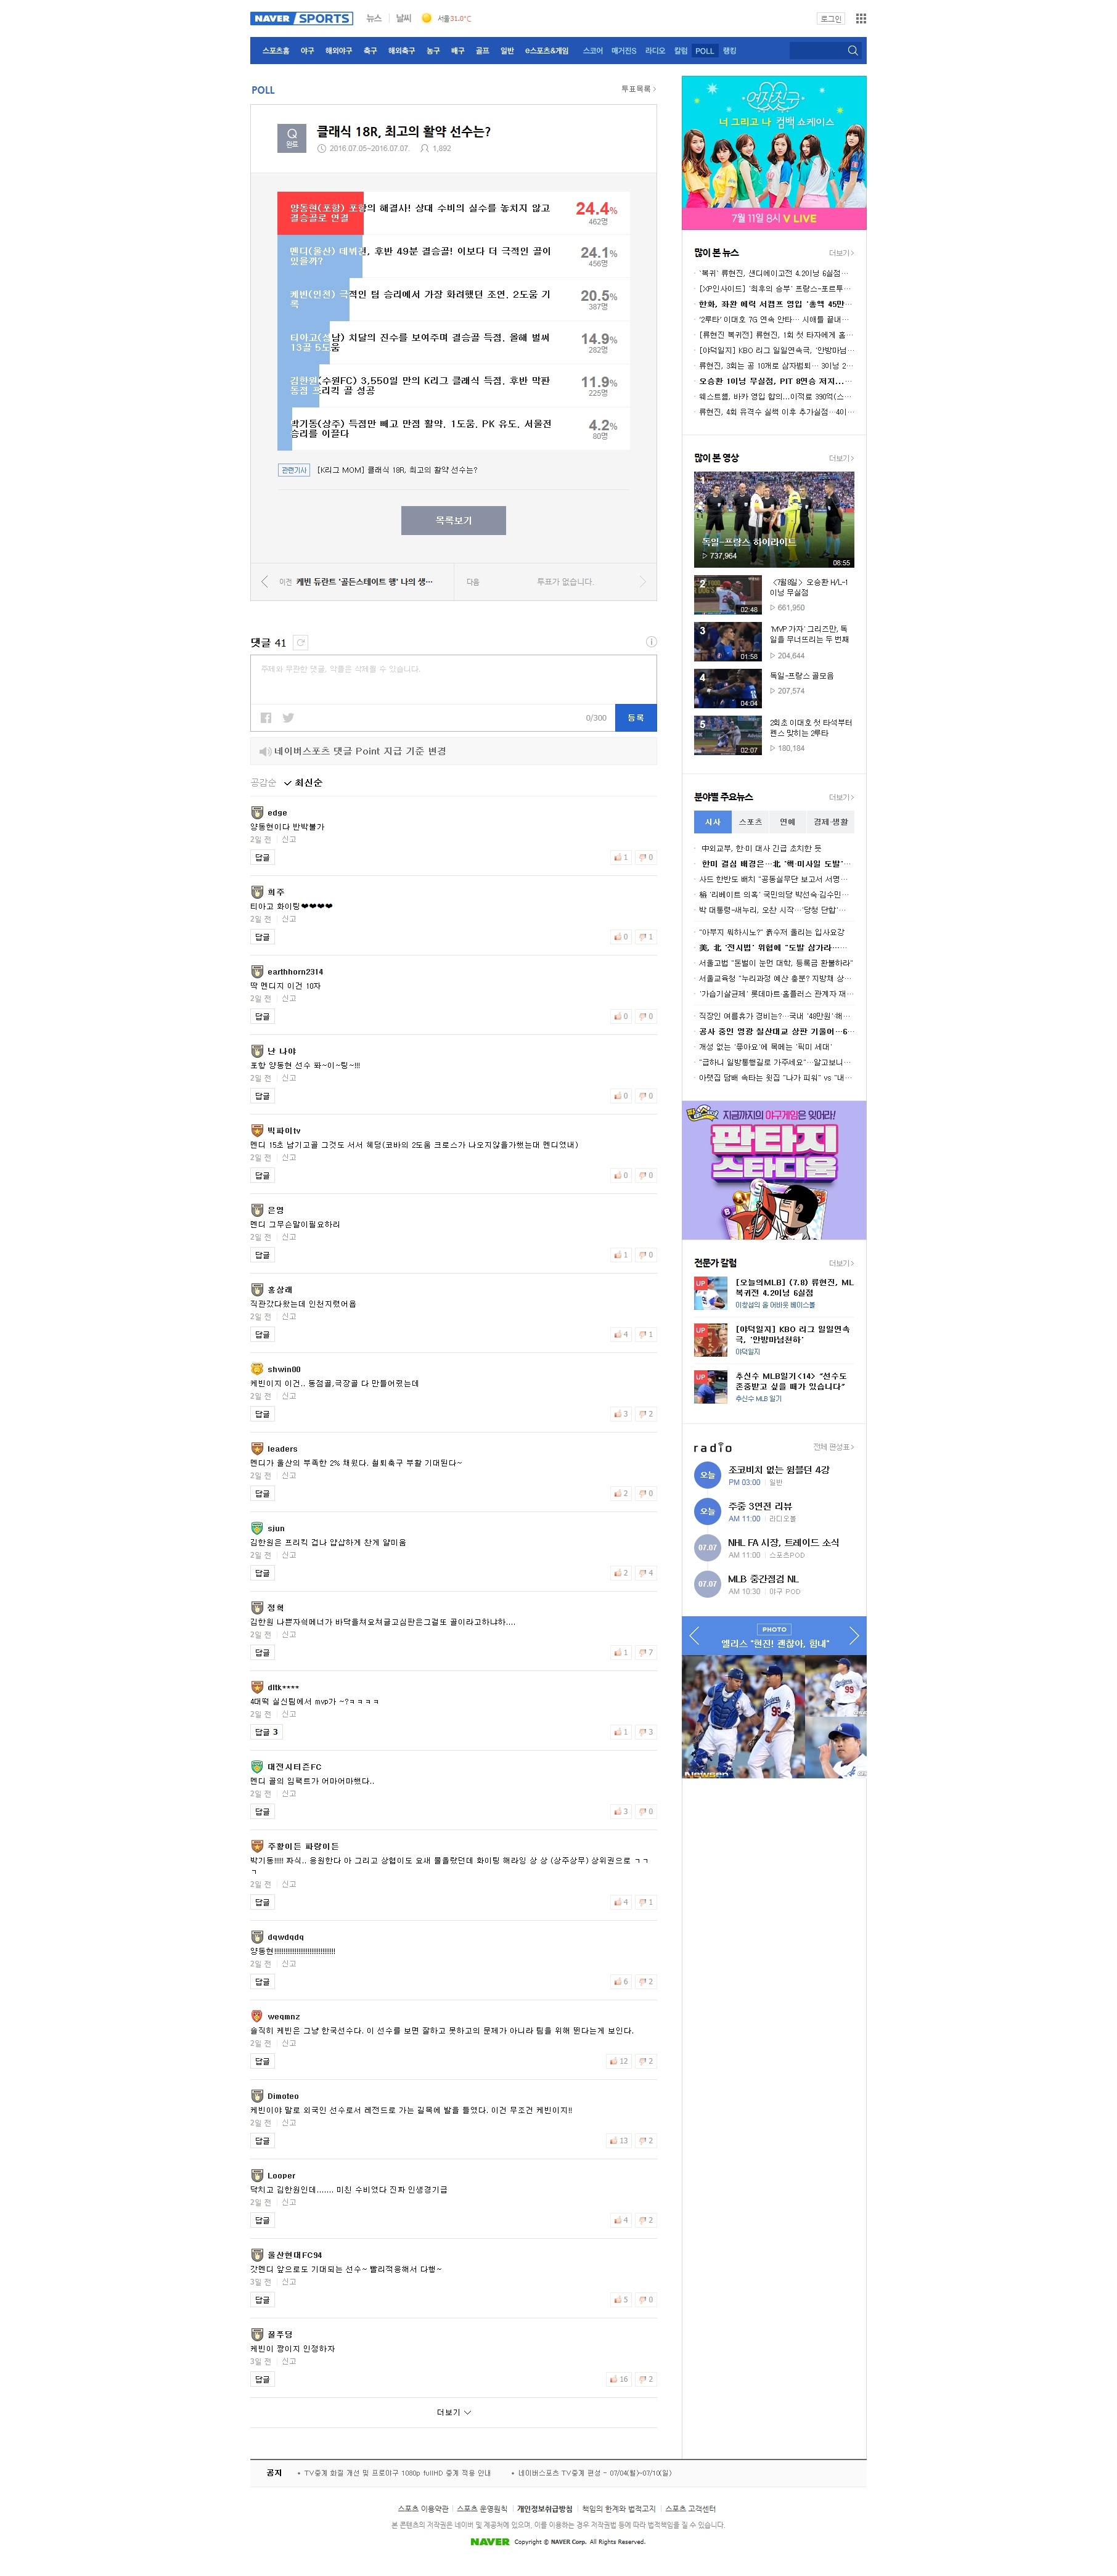 NAVER SPORTS 뉴스 날씨 서울 31.0°C 로그인
스포츠홈 야구 해외야구 축구 해외축구 농구 배구 골프 일반 e스포츠&게임 스코어 매거진S 라디오 칼럼 POLL 랭킹
POLL 투표목록
Q 완료
클래식 18R, 최고의 활약 선수는?
2016.07.05~2016.07.07. 1,892
양동현(포항) 포항의 해결사! 상대 수비의 실수를 놓치지 않고
결승골로 연결
24.4%
462명
멘디(울산) 데뷔전, 후반 49분 결승골! 이보다 더 극적인 골이
있을까?
24.1%
456명
케빈(인천) 극적인 팀 승리에서 가장 화려했던 조연, 2도움 기
록
20.5%
387명
티아고(성남) 치달의 진수를 보여주며 결승골 득점, 올해 벌써
13골 5도움
14.9%
282명
김한원(수원FC) 3,550일 만의 K리그 클래식 득점, 후반 막판
동점 프리킥 골 성공
11.9%
225명
박기동(상주) 득점만 빼고 만점 활약, 1도움, PK 유도, 서울전
승리를 이끌다
4.2%
80명
관련기사 [K리그 MOM] 클래식 18R, 최고의 활약 선수는?
목록보기
이전 케빈 듀란트 '골든스테이트 행' 나의 생…
다음 투표가 없습니다.
댓글 41
주제와 무관한 댓글, 악플은 삭제될 수 있습니다.
0/300 등록
네이버스포츠 댓글 Point 지급 기준 변경
공감순 최신순
edge
양동현이다 반박불가
2일 전 신고
답글 1 0
희주
티아고 화이팅❤❤❤❤
2일 전 신고
답글 0 1
earthhorn2314
딱 멘디지 이건 10자
2일 전 신고
답글 0 0
난 나야
포항 양동현 선수 퐈~이~팅~!!!
2일 전 신고
답글 0 0
빅파이tv
멘디 15초 남기고골 그것도 서서 헤딩(코바의 2도움 크로스가 나오지않을가했는대 멘디였내)
2일 전 신고
답글 0 0
은명
멘디 그무슨말이필요하리
2일 전 신고
답글 1 0
홍상래
직관갔다왔는데 인천지렸어욥
2일 전 신고
답글 4 1
shwin00
케빈이지 이건.. 동점골,극장골 다 만들어줬는데
2일 전 신고
답글 3 2
leaders
멘디가 울산의 부족한 2% 채웠다. 철퇴축구 부활 기대된다~
2일 전 신고
답글 2 0
sjun
김한원은 프리킥 겁나 얍삽하게 찬게 얄미움
2일 전 신고
답글 2 4
점혁
김한원 나쁜자쉭메너가 바닥을쳐요쳐글고심판은그걸또 골이라고하냐하....
2일 전 신고
답글 1 7
dltk****
4대떡 실신팀에서 mvp가 ~?ㅋㅋㅋㅋ
2일 전 신고
답글 3 1 3
대전시티즌FC
멘디 골의 임팩트가 어마어마했다..
2일 전 신고
답글 3 0
주황이든 파랑이든
박기동!!!!! 자식.. 응원한다 아 그리고 상협이도 요새 물올랐던데 화이팅 해라잉 상 상 (상주상무) 상위권으로 ㄱㄱ
ㄱ
2일 전 신고
답글 4 1
dqwdqdq
양동현!!!!!!!!!!!!!!!!!!!!!!!!!!!!!!
2일 전 신고
답글 6 2
weqmnz
솔직히 케빈은 그냥 한국선수다. 이 선수를 보면 잘하고 못하고의 문제가 아니라 팀을 위해 뛴다는게 보인다.
2일 전 신고
답글 12 2
Dimoteo
케빈이야 말로 외국인 선수로서 레전드로 가는 길목에 발을 들였다. 이건 무조건 케빈이지!!
2일 전 신고
답글 13 2
Looper
닥치고 김한원인데....... 미친 수비였다 진짜 인생경기급
2일 전 신고
답글 4 2
울산현대FC94
갓멘디 앞으로도 기대되는 선수~ 빨리적응해서 다행~
3일 전 신고
답글 5 0
꿀주덩
케빈이 짱이지 인정하자
3일 전 신고
답글 16 2
더보기
여자친구
너 그리고 나 컴백 쇼케이스
7월 11일 8시 V LIVE
많이 본 뉴스 더보기
'복귀' 류현진, 샌디에이고전 4.2이닝 6실점…
[XP인사이드] '최후의 승부' 프랑스-포르투…
한화, 좌완 에릭 서캠프 영입 '총액 45만…
'2루타' 이대호 7G 연속 안타… 시애틀 끝내…
[류현진 복귀전] 류현진, 1회 첫 타자에게 홈…
[야덕일지] KBO 리그 일일연속극, '안방마님…
류현진, 3회는 공 10개로 삼자범퇴… 3이닝 2…
오승환 1이닝 무실점, PIT 8연승 저지...…
웨스트햄, 바카 영입 합의...이적료 390억(스…
류현진, 4회 유격수 실책 이후 추가실점…4이…
많이 본 영상 더보기
1
독일-프랑스 하이라이트
737,964 08:55
2 02:48
<7월8일> 오승환 H/L-1
이닝 무실점
661,950
3 01:58
'MVP 가자' 그리즈만, 독
일을 무너뜨리는 두 번째
204,644
4 04:04
독일-프랑스 골모음
207,574
5 02:07
2회초 이대호 첫 타석부터
펜스 맞히는 2루타
180,184
분야별 주요뉴스 더보기
시사 스포츠 연예 경제·생활
中외교부, 한·미 대사 긴급 초치한 듯
한미 결심 배경은…北 '핵·미사일 도발'…
사드 한반도 배치 "공동실무단 보고서 서명…
檢 '리베이트 의혹' 국민의당 박선숙·김수민…
박 대통령-새누리, 오찬 시작…'당청 단합'…
"아부지 뭐하시노?" 흙수저 울리는 입사요강
美, 北 '전시법' 위협에 "도발 삼가라……
서울고법 "돈벌이 눈먼 대학, 등록금 환불하라"
서울교육청 "누리과정 예산 충분? 지방채 상…
'가습기살균제' 롯데마트·홈플러스 관계자 재…
직장인 여름휴가 경비는?…국내 '49만원'·해…
공사 중인 영광 칠산대교 상판 기울어…6…
개성 없는 '좋아요'에 목메는 '픽미 세대'
"급하니 일방통행길로 가주세요"…알고보니…
아랫집 담배 속타는 윗집 "나가 피워" vs "내…
지금까지의 야구게임은 잊어라!
판타지
스타디움
전문가 칼럼 더보기
UP
[오늘의MLB] (7.8) 류현진, ML
복귀전 4.2이닝 6실점
이창섭의 올 어바웃 베이스볼
UP
[야덕일지] KBO 리그 일일연속
극, '안방마님천하'
야덕일지
UP
추신수 MLB일기<14> "선수도
존중받고 싶을 때가 있습니다"
추신수 MLB 일기
radio 전체 편성표
오늘 조코비치 없는 윔블던 4강
PM 03:00 일반
오늘 주중 3연전 리뷰
AM 11:00 라디오볼
07.07 NHL FA 시장, 트레이드 소식
AM 11:00 스포츠POD
07.07 MLB 중간점검 NL
AM 10:30 야구 POD
PHOTO
엘리스 "현진! 괜찮아, 힘내"
Newsen
공지 • TV중계 화질 개선 및 프로야구 1080p fullHD 중계 적용 안내 • 네이버스포츠 TV중계 편성 - 07/04(월)~07/10(일)
스포츠 이용약관 스포츠 운영원칙 개인정보취급방침 책임의 한계와 법적고지 스포츠 고객센터
본 콘텐츠의 저작권은 네이버 및 제공처에 있으며, 이를 이용하는 경우 저작권법 등에 따라 법적책임을 질 수 있습니다.
NAVER Copyright © NAVER Corp. All Rights Reserved.